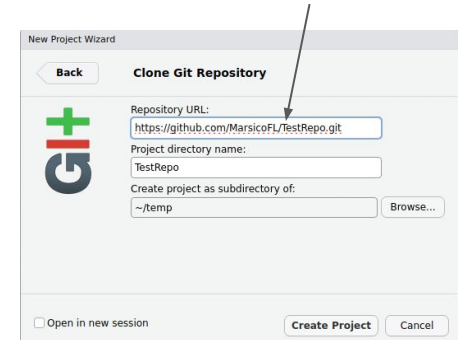 New Project Wizard
Back
Clone Git Repository
git
Repository URL:
https://github.com/MarsicoFL/TestRepo.git
Project directory name:
TestRepo
Create project as subdirectory of:
~/temp
Browse...
Open in new session
Create Project
Cancel